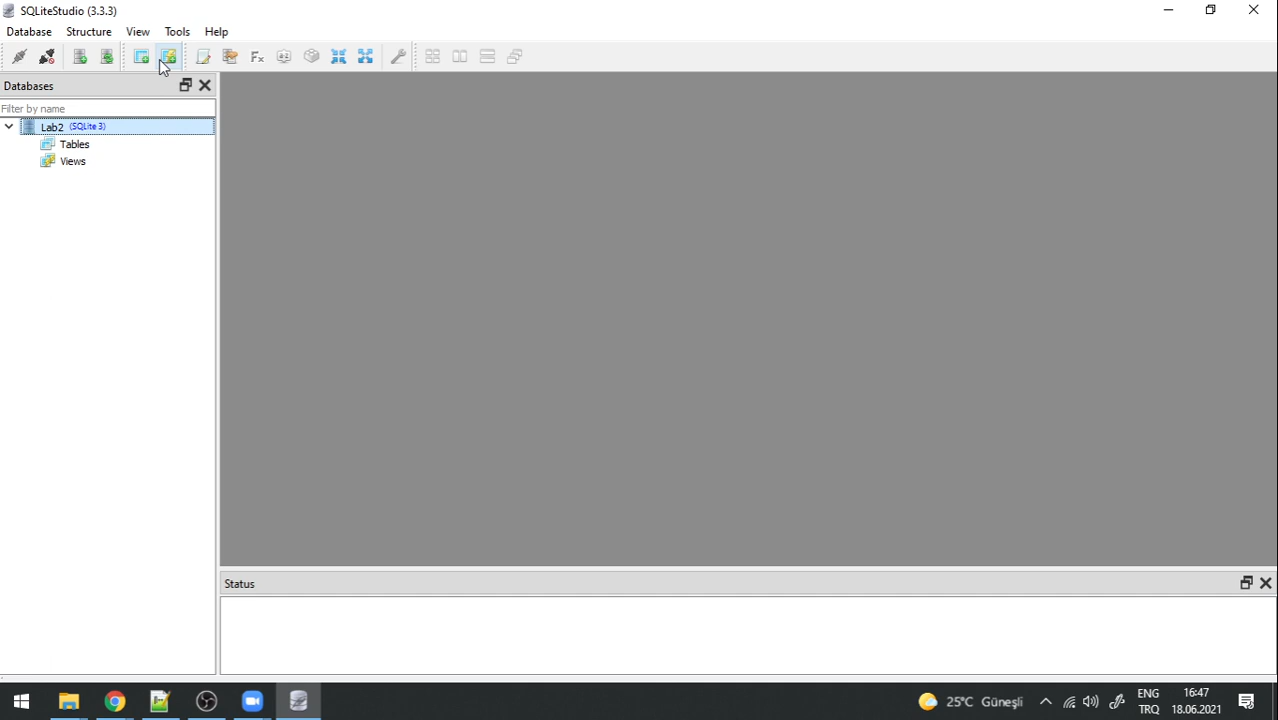 SQLiteStudio (3.3.3)
Database Structure View Tools Help
Fx
Databases
Filter by name
Lab2 (SQLite 3)
Tables
Views
Status
25°C Güneşli
ENG
TRQ
16:47
18.06.2021